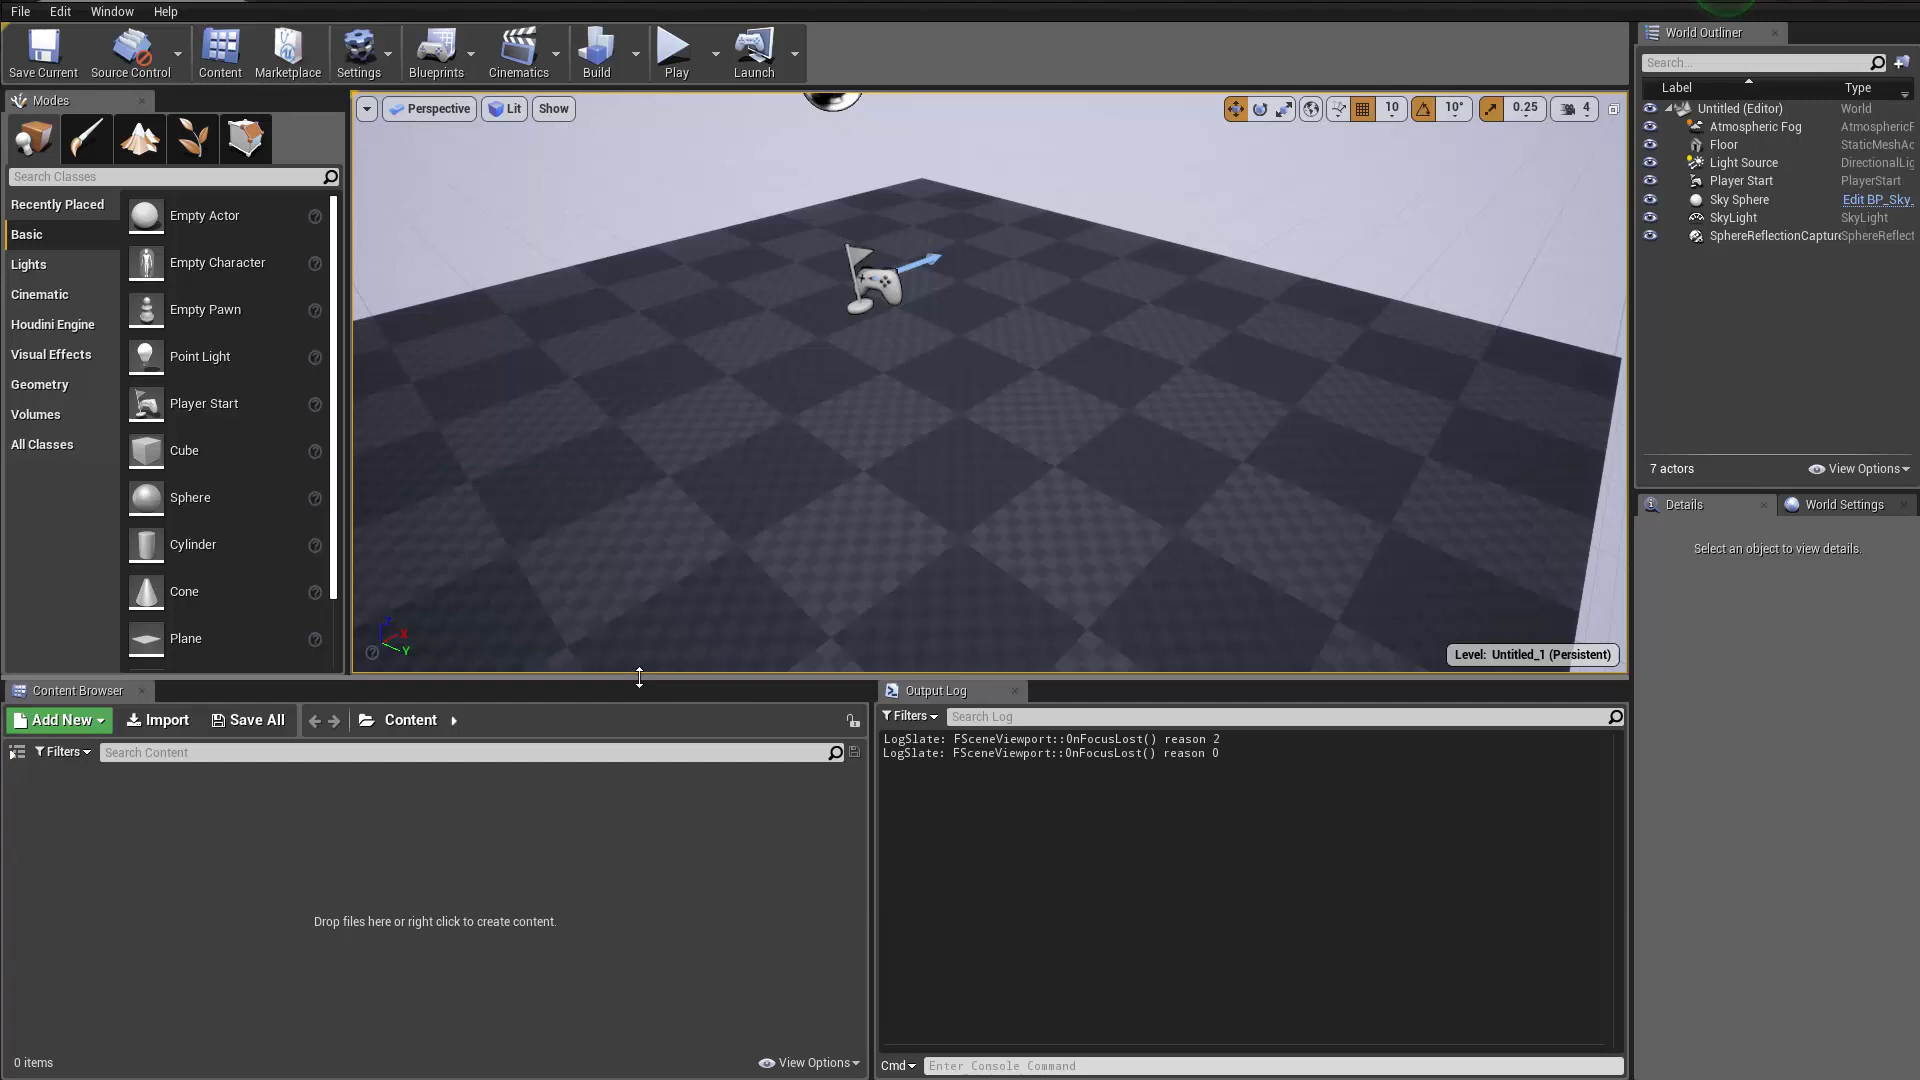 File Edit Window Help
Save Current Source Control Content Marketplace Settings Blueprints Cinematics Build Play Launch
Modes
Search Classes
Recently Placed
Basic
Lights
Cinematic
Houdini Engine
Visual Effects
Geometry
Volumes
All Classes
Empty Actor
Empty Character
Empty Pawn
Point Light
Player Start
Cube
Sphere
Cylinder
Cone
Plane
Perspective Lit Show
10 10° 0.25 4
X
Y
Level: Untitled_1 (Persistent)
World Outliner
Search...
Label Type
Untitled (Editor) World
Atmospheric Fog AtmosphericF
Floor StaticMeshAc
Light Source DirectionalLig
Player Start PlayerStart
Sky Sphere Edit BP_Sky_
SkyLight SkyLight
SphereReflectionCapture SphereReflect
7 actors View Options
Details World Settings
Select an object to view details.
Content Browser
Add New Import Save All Content
Filters Search Content
Drop files here or right click to create content.
0 items View Options
Output Log
Filters Search Log
LogSlate: FSceneViewport::OnFocusLost() reason 2
LogSlate: FSceneViewport::OnFocusLost() reason 0
Cmd Enter Console Command